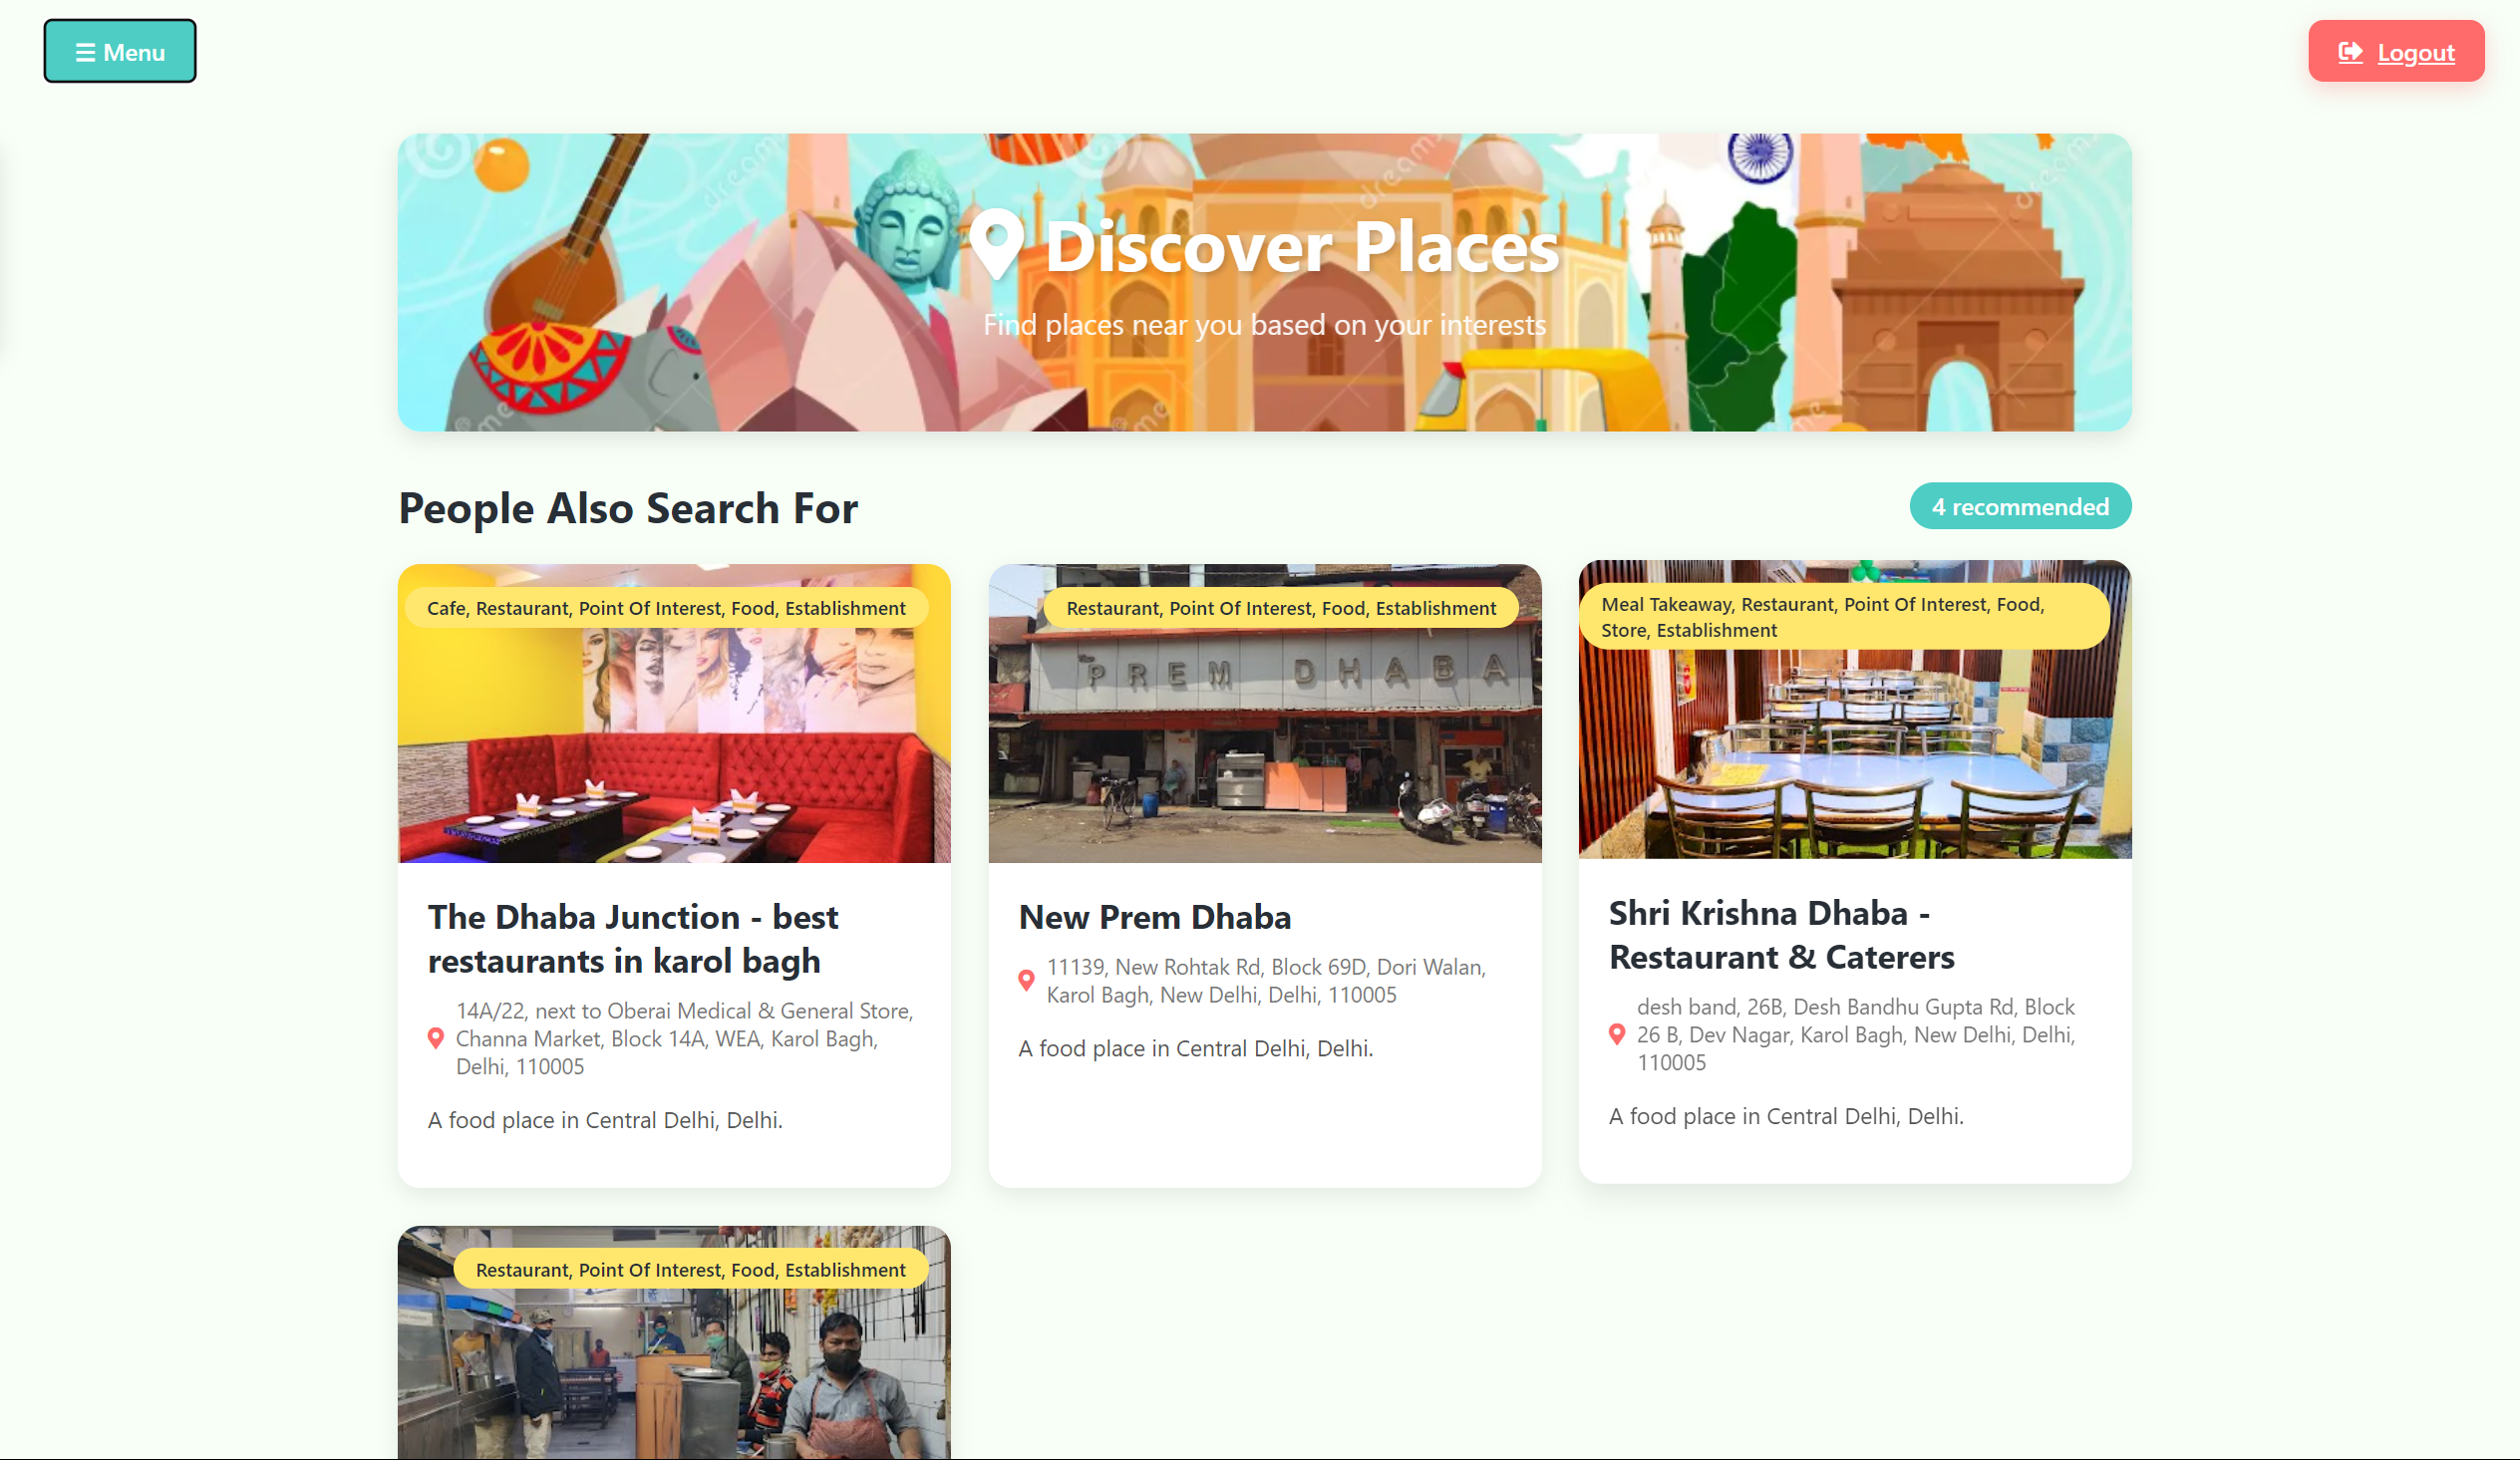 ☰ Menu
Logout
Discover Places
Find places near you based on your interests
People Also Search For
4 recommended
Cafe, Restaurant, Point Of Interest, Food, Establishment
The Dhaba Junction - best
restaurants in karol bagh
14A/22, next to Oberai Medical & General Store,
Channa Market, Block 14A, WEA, Karol Bagh,
Delhi, 110005
A food place in Central Delhi, Delhi.
Restaurant, Point Of Interest, Food, Establishment
PREM DHABA
New Prem Dhaba
11139, New Rohtak Rd, Block 69D, Dori Walan,
Karol Bagh, New Delhi, Delhi, 110005
A food place in Central Delhi, Delhi.
Meal Takeaway, Restaurant, Point Of Interest, Food,
Store, Establishment
Shri Krishna Dhaba -
Restaurant & Caterers
desh band, 26B, Desh Bandhu Gupta Rd, Block
26 B, Dev Nagar, Karol Bagh, New Delhi, Delhi,
110005
A food place in Central Delhi, Delhi.
Restaurant, Point Of Interest, Food, Establishment